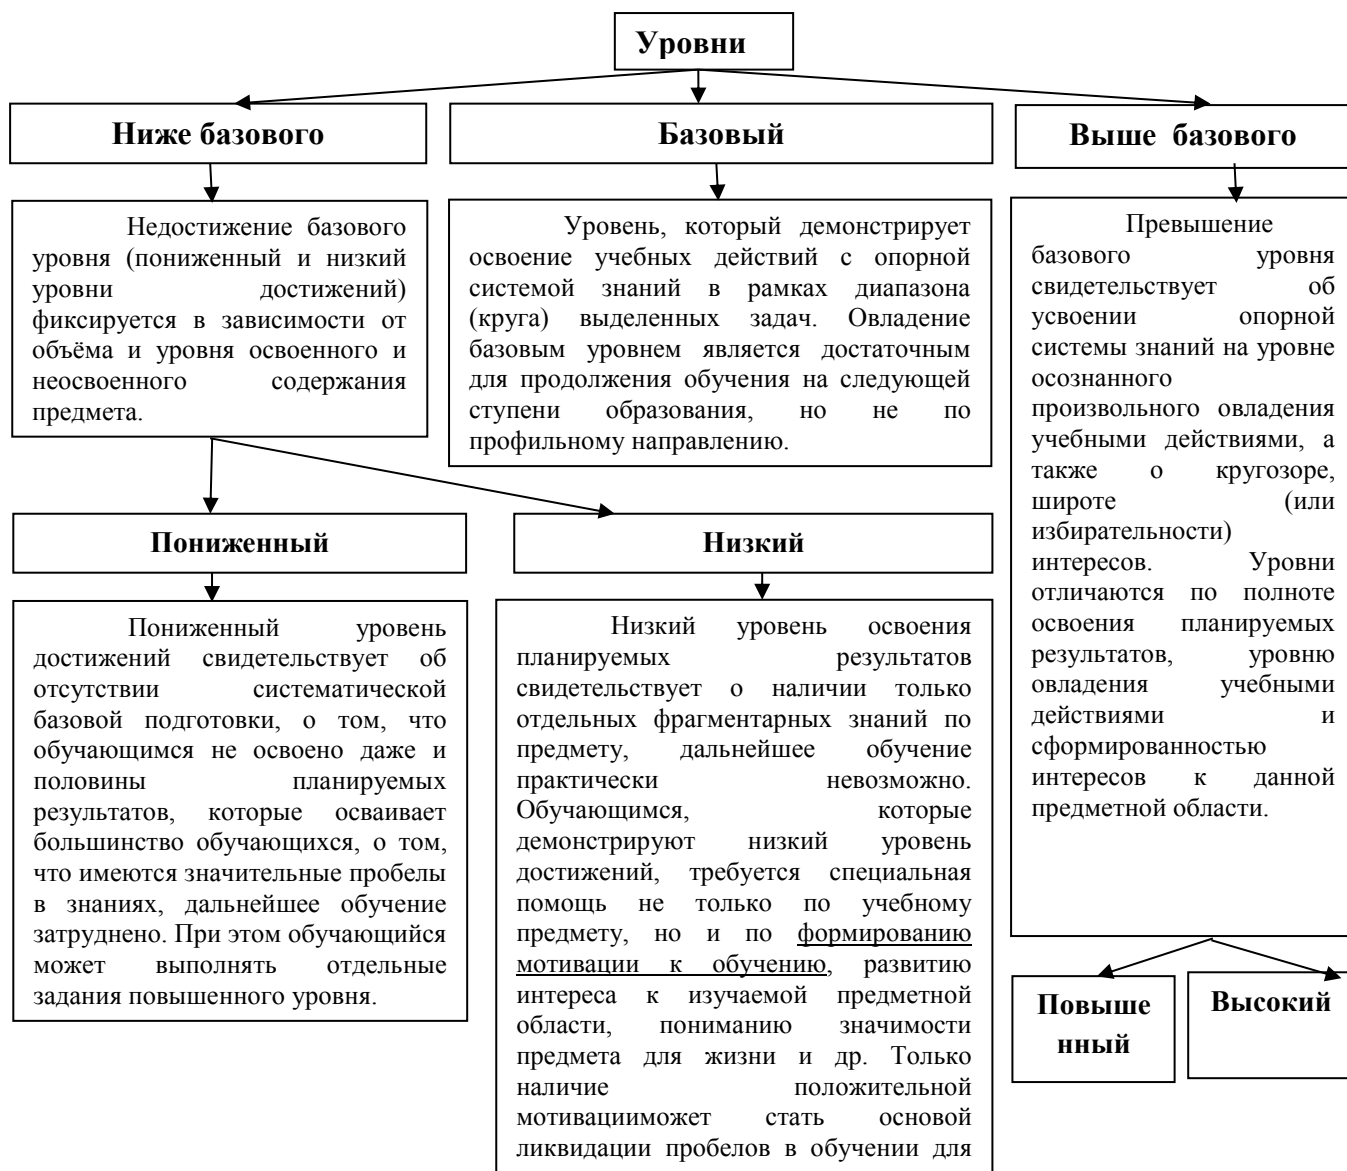 Уровни
Ниже базового
Базовый
Выше базового
Недостижение базового
уровня (пониженный и низкий
уровни достижений)
фиксируется в зависимости от
объёма и уровня освоенного и
неосвоенного содержания
предмета.
Уровень, который демонстрирует
освоение учебных действий с опорной
системой знаний в рамках диапазона
(круга) выделенных задач. Овладение
базовым уровнем является достаточным
для продолжения обучения на следующей
ступени образования, но не по
профильному направлению.
Превышение
базового уровня
свидетельствует об
усвоении опорной
системы знаний на уровне
осознанного
произвольного овладения
учебными действиями, а
также о кругозоре,
широте (или
избирательности)
интересов. Уровни
отличаются по полноте
освоения планируемых
результатов, уровню
овладения учебными
действиями и
сформированностью
интересов к данной
предметной области.
Пониженный
Низкий
Пониженный уровень
достижений свидетельствует об
отсутствии систематической
базовой подготовки, о том, что
обучающимся не освоено даже и
половины планируемых
результатов, которые осваивает
большинство обучающихся, о том,
что имеются значительные пробелы
в знаниях, дальнейшее обучение
затруднено. При этом обучающийся
может выполнять отдельные
задания повышенного уровня.
Низкий уровень освоения
планируемых результатов
свидетельствует о наличии только
отдельных фрагментарных знаний по
предмету, дальнейшее обучение
практически невозможно.
Обучающимся, которые
демонстрируют низкий уровень
достижений, требуется специальная
помощь не только по учебному
предмету, но и по формированию
мотивации к обучению, развитию
интереса к изучаемой предметной
области, пониманию значимости
предмета для жизни и др. Только
наличие положительной
мотивацииможет стать основой
ликвидации пробелов в обучении для
Повыше
нный
Высокий